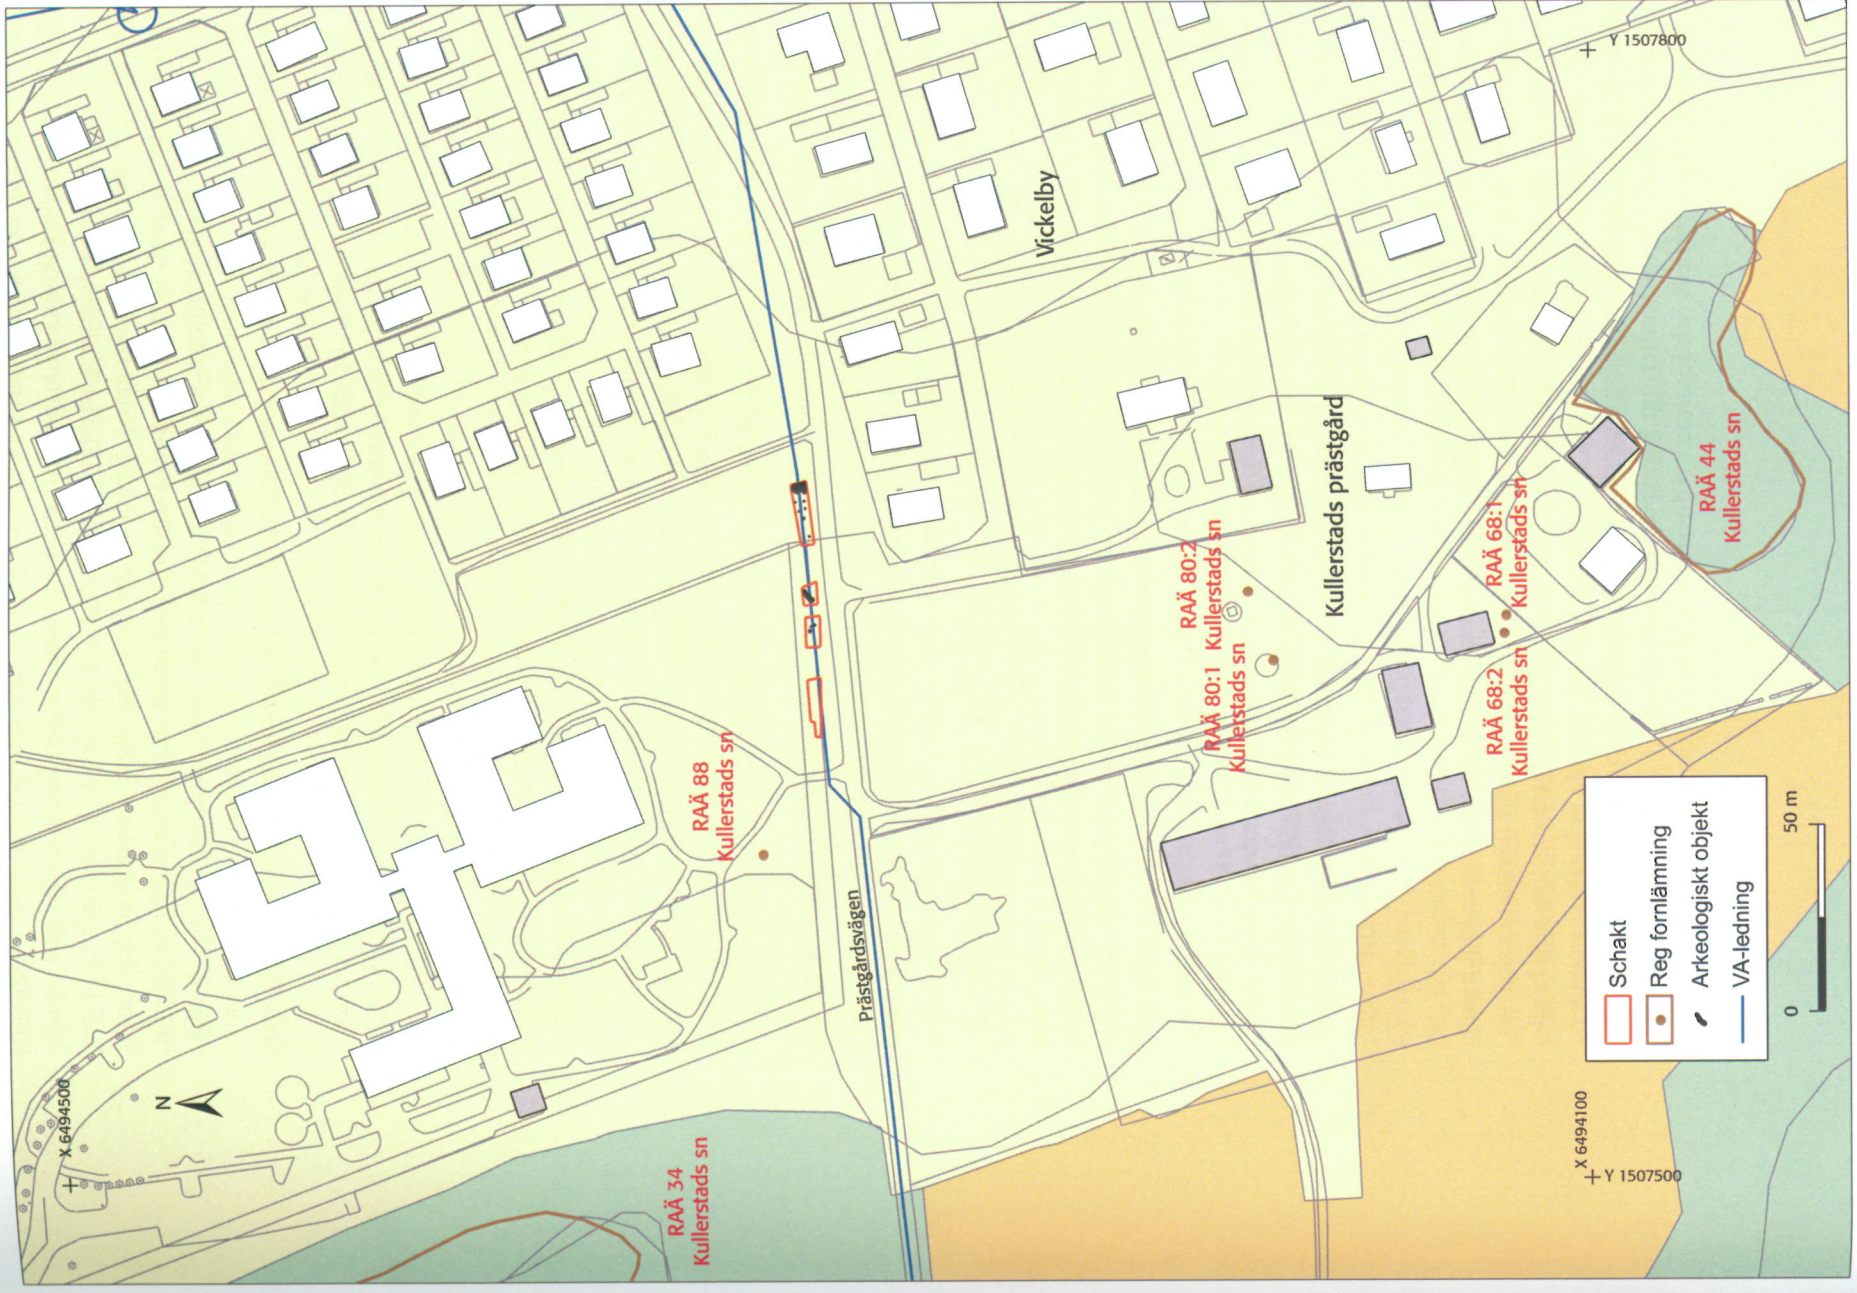 Y 1507800
Vickelby
Kullerstads prästgård
RAÄ 44
Kullerstads sn
RAÄ 80:2
Kullerstads sn
RAÄ 68:1
Kullerstads sn
RAÄ 80:1
Kullerstads sn
RAÄ 68:2
Kullerstads sn
RAÄ 88
Kullerstads sn
Prästgårdsvägen
N
X 6494500
RAÄ 34
Kullerstads sn
X 6494100
Y 1507500
Schakt
Reg fornlämning
Arkeologiskt objekt
VA-ledning
0
50 m